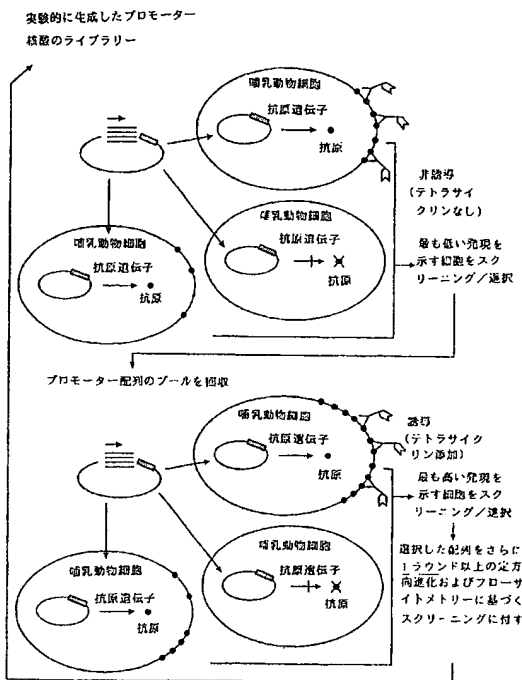 実験的に生成したプロモーター
核酸のライブラリー
哺乳動物細胞
抗原遺伝子
抗原
哺乳動物細胞
抗原遺伝子
抗原
哺乳動物細胞
抗原遺伝子
抗原
非誘導
(テトラサイ
クリンなし)
最も低い発現を
示す細胞をスク
リーニング/選択
プロモーター配列のプールを回収
哺乳動物細胞
抗原遺伝子
抗原
誘導
(テトラサイク
リン添加)
最も高い発現を
示す細胞をスク
リーニング/選択
哺乳動物細胞
抗原遺伝子
抗原
哺乳動物細胞
抗原遺伝子
抗原
選択した配列をさらに
1ラウンド以上の定方
向進化およびフローサ
イトメトリーに基づく
スクリーニングに付す